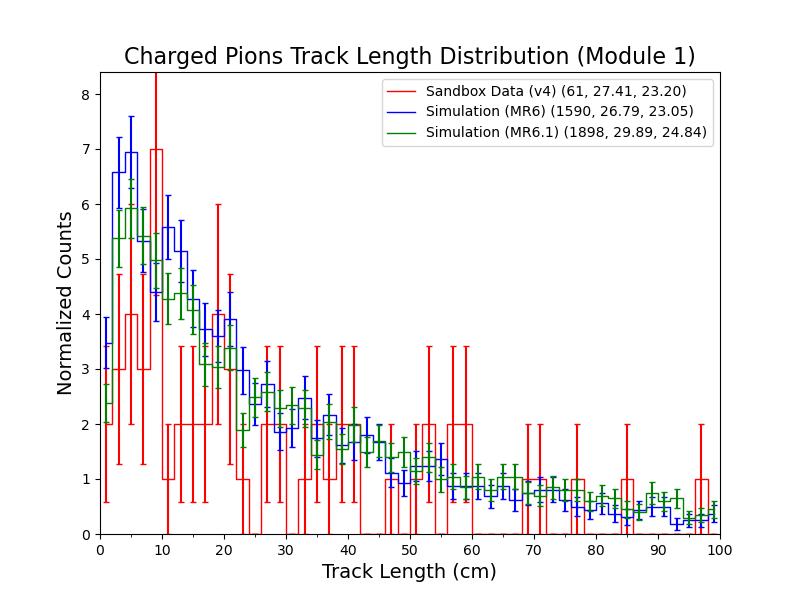 Charged Pions Track Length Distribution (Module 1)
Sandbox Data (v4) (61, 27.41, 23.20)
Simulation (MR6) (1590, 26.79, 23.05)
Simulation (MR6.1) (1898, 29.89, 24.84)
Normalized Counts
8
7
6
5
4
3
2
1
0
0 10 20 30 40 50 60 70 80 90 100
Track Length (cm)